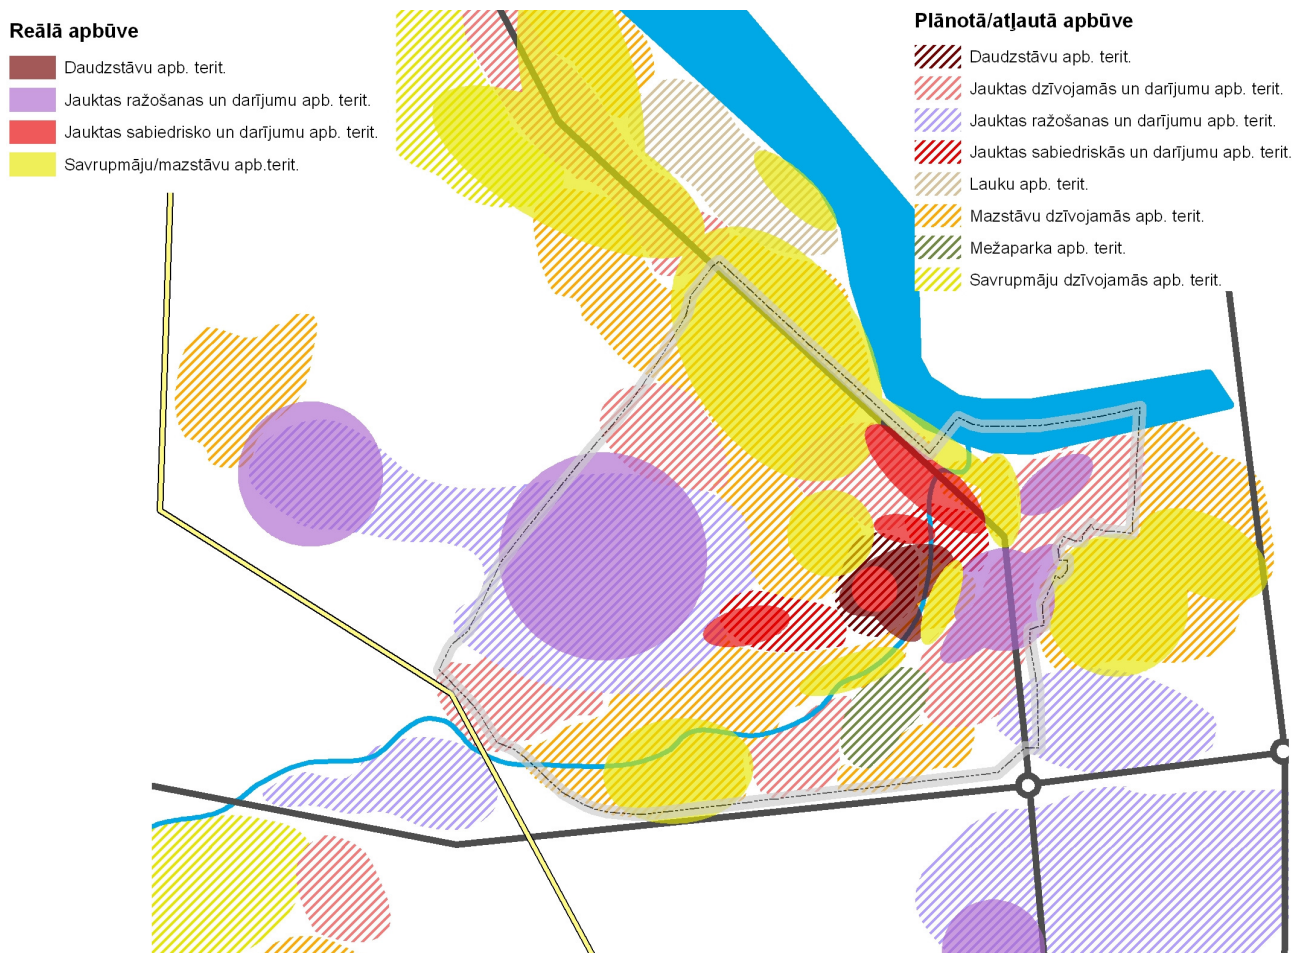 Reālā apbūve
Daudzstāvu apb. terit.
Jauktas ražošanas un darījumu apb. terit.
Jauktas sabiedrisko un darījumu apb. terit.
Savrupmāju/mazstāvu apb.terit.
Plānotā/atļautā apbūve
Daudzstāvu apb. terit.
Jauktas dzīvojamās un darījumu apb. terit.
Jauktas ražošanas un darījumu apb. terit.
Jauktas sabiedriskās un darījumu apb. terit.
Lauku apb. terit.
Mazstāvu dzīvojamās apb. terit.
Mežaparka apb. terit.
Savrupmāju dzīvojamās apb. terit.